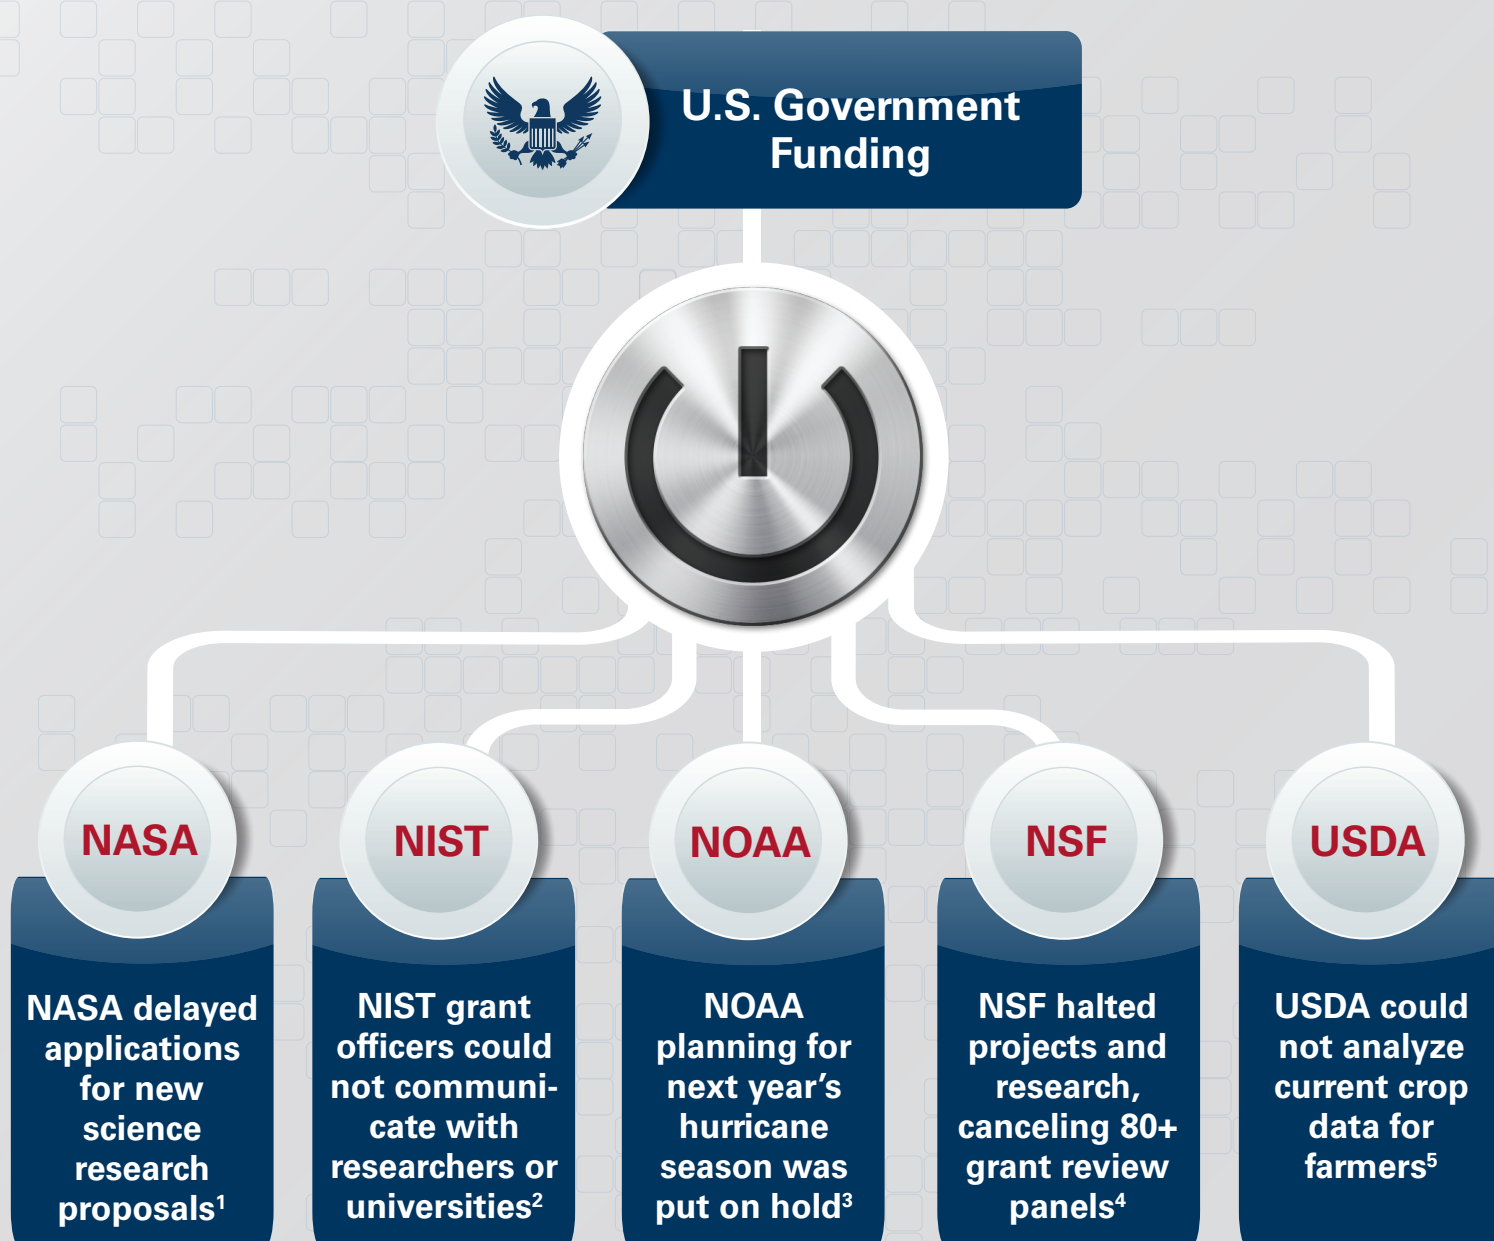 U.S. Government
Funding
NASA
NASA delayed
applications
for new
science
research
proposals¹
NIST
NIST grant
officers could
not communi-
cate with
researchers or
universities²
NOAA
NOAA
planning for
next year’s
hurricane
season was
put on hold³
NSF
NSF halted
projects and
research,
canceling 80+
grant review
panels⁴
USDA
USDA could
not analyze
current crop
data for
farmers⁵